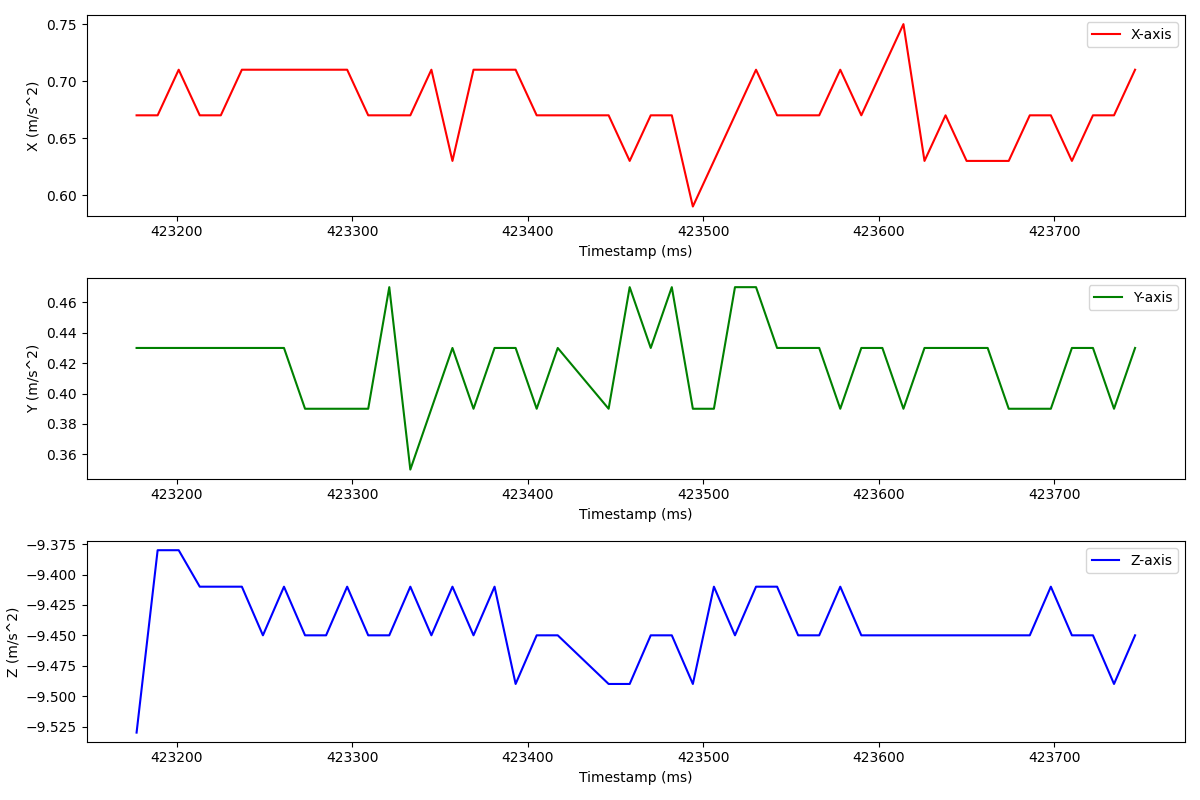 0.75
0.70
0.65
0.60
X (m/s^2)
X-axis
423200 423300 423400 423500 423600 423700
Timestamp (ms)
0.46
0.44
0.42
0.40
0.38
0.36
Y (m/s^2)
Y-axis
423200 423300 423400 423500 423600 423700
Timestamp (ms)
−9.375
−9.400
−9.425
−9.450
−9.475
−9.500
−9.525
Z (m/s^2)
Z-axis
423200 423300 423400 423500 423600 423700
Timestamp (ms)